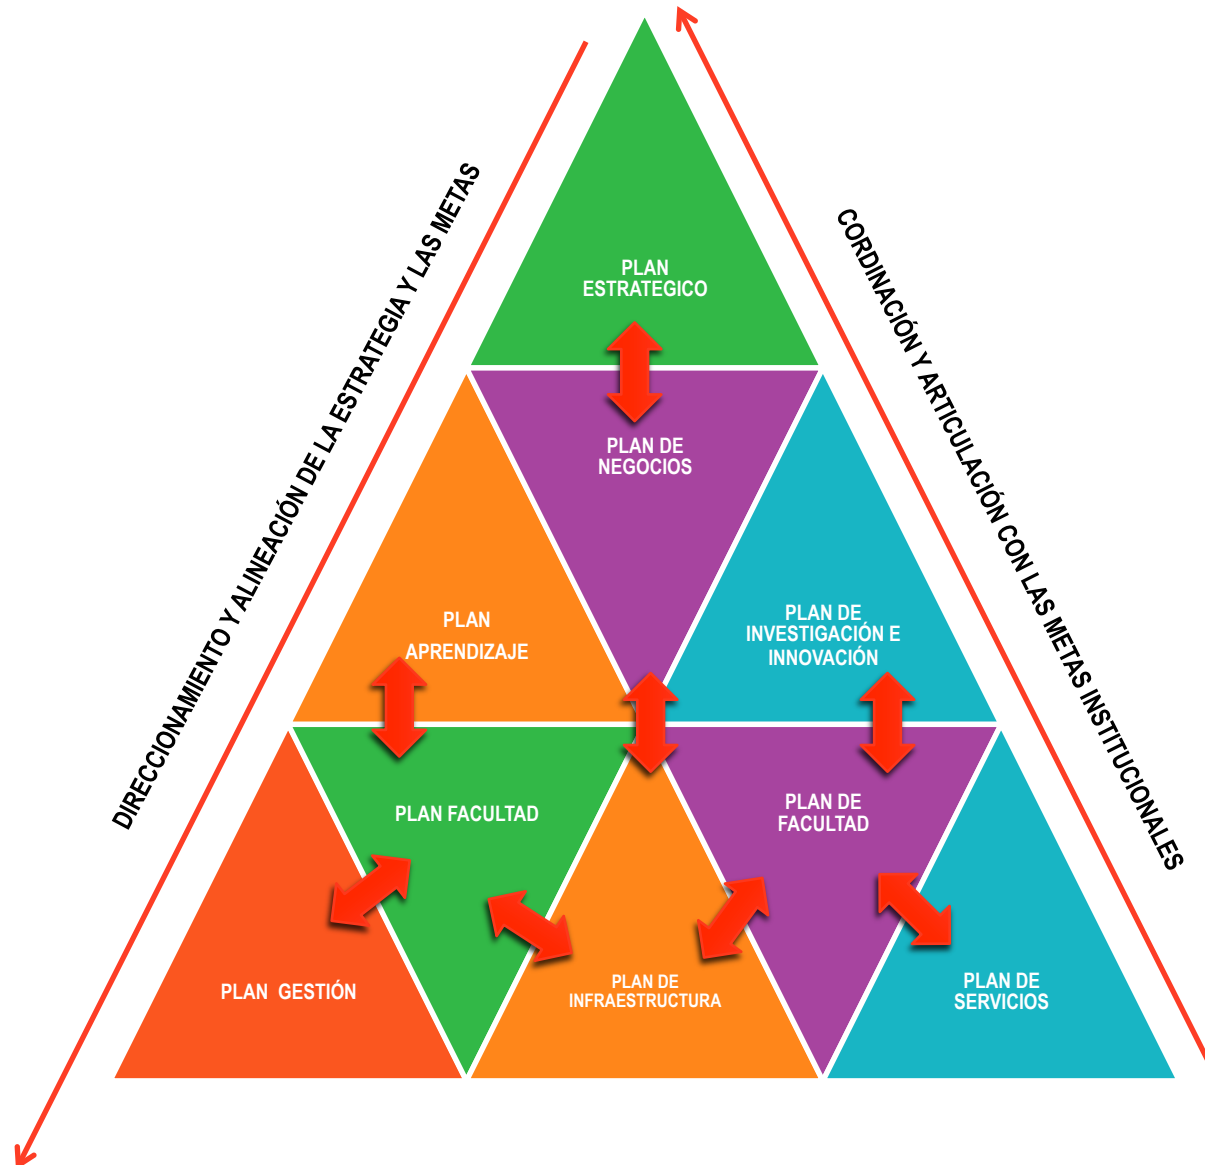 DIRECCIONAMIENTO Y ALINEACIÓN DE LA ESTRATEGIA Y LAS METAS
CORDINACIÓN Y ARTICULACIÓN CON LAS METAS INSTITUCIONALES
PLAN
ESTRATEGICO
PLAN DE
NEGOCIOS
PLAN
APRENDIZAJE
PLAN DE
INVESTIGACIÓN E
INNOVACIÓN
PLAN FACULTAD
PLAN DE
FACULTAD
PLAN GESTIÓN
PLAN DE
INFRAESTRUCTURA
PLAN DE
SERVICIOS